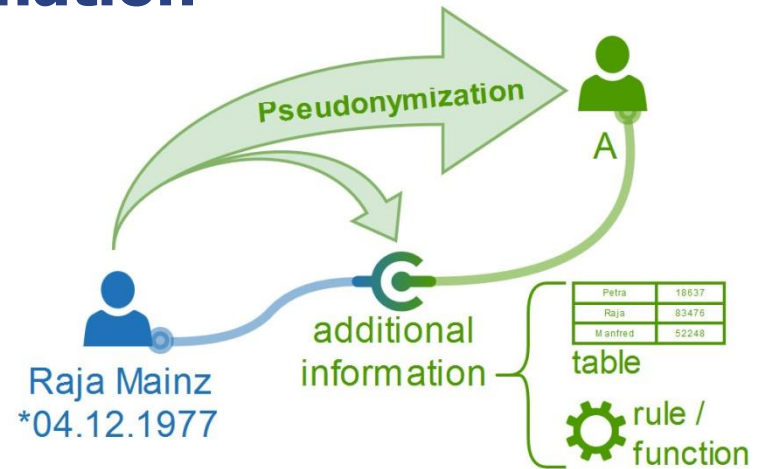 Pseudonymization
A
Raja Mainz
*04.12.1977
additional
information
Petra 18637
Raja 83476
Manfred 52248
table
rule /
function